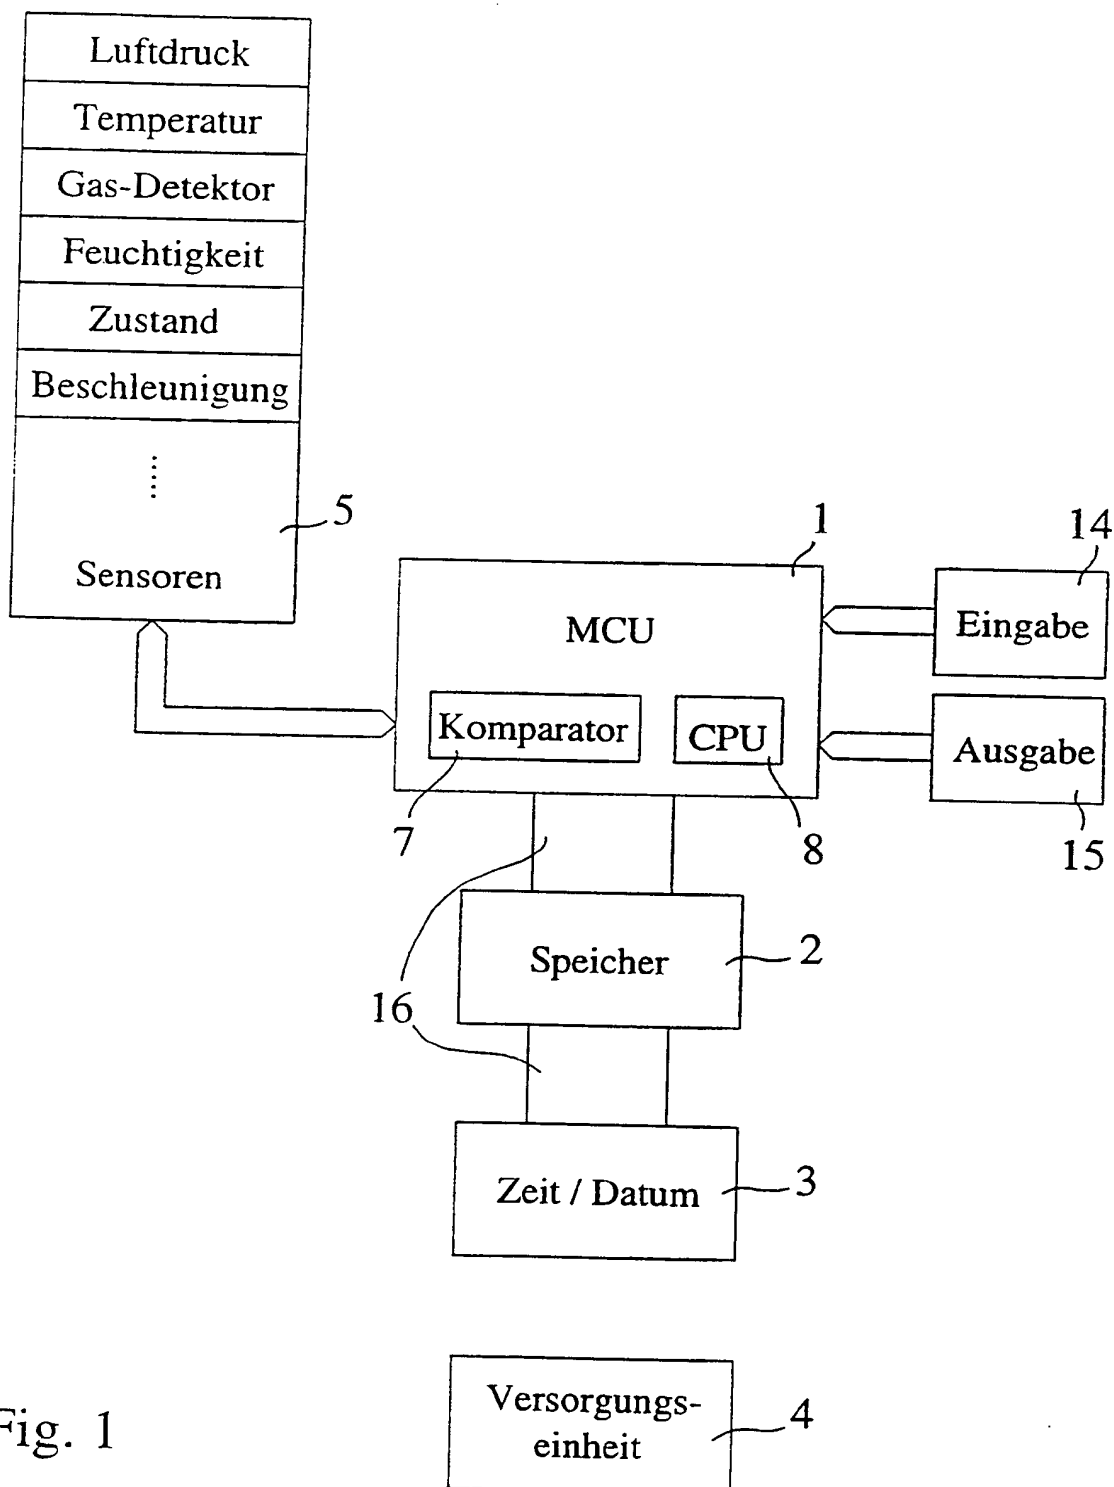 Luftdruck
Temperatur
Gas-Detektor
Feuchtigkeit
Zustand
Beschleunigung
Sensoren
5
1
MCU
Komparator
CPU
7
8
14
Eingabe
Ausgabe
15
16
Speicher
2
Zeit / Datum
3
Versorgungs-
einheit
4
Fig. 1